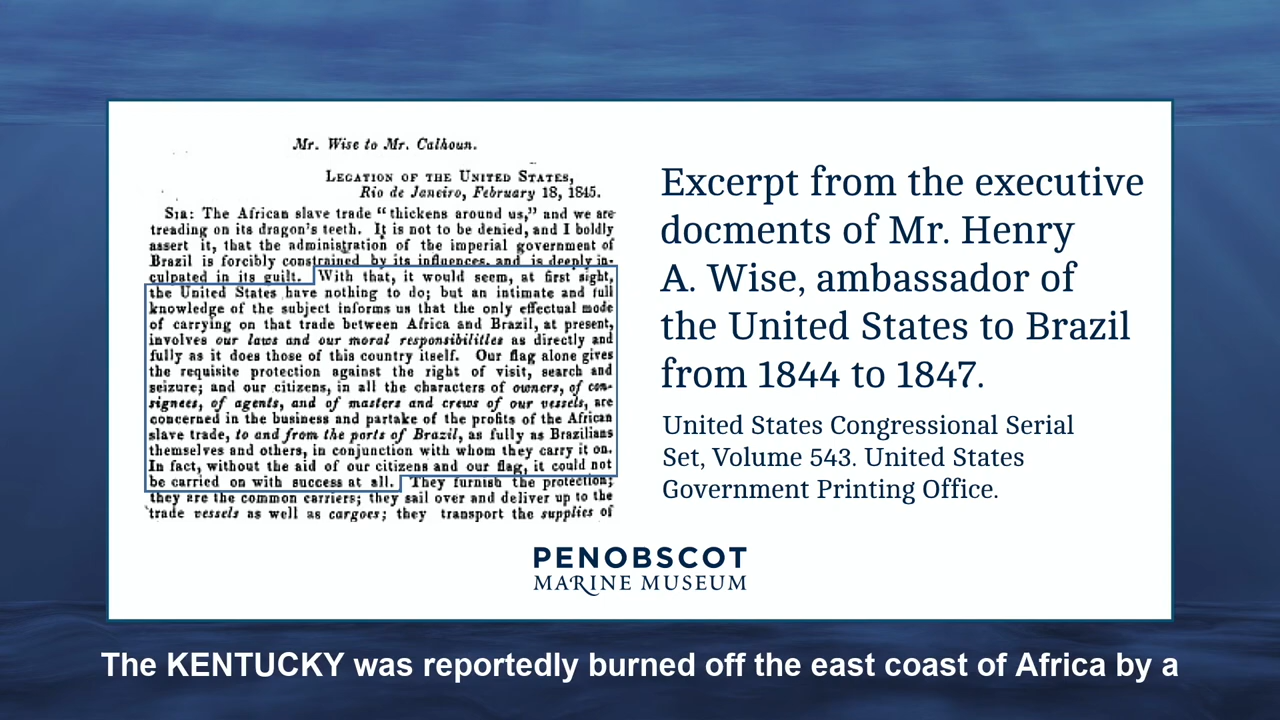 Mr. Wise to Mr. Calhoun.
LEGATION OF THE UNITED STATES,
Rio de Janeiro, February 18, 1845.
SIR: The African slave trade “thickens around us,” and we are
treading on its dragon's teeth. It is not to be denied, and I boldly
assert it, that the administration of the imperial government of
Brazil is forcibly constrained by its influences, and is deeply in-
culpated in its guilt. With that, it would seem, at first sight,
the United States have nothing to do; but an intimate and full
knowledge of the subject informs us that the only effectual mode
of carrying on that trade between Africa and Brazil, at present,
involves our laws and our moral responsibilities as directly and
fully as it does those of this country itself. Our flag alone gives
the requisite protection against the right of visit, search and
seizure; and our citizens, in all the characters of owners, of con-
signees, of agents, and of masters and crews of our vessels, are
concerned in the business and partake of the profits of the African
slave trade, to and from the ports of Brazil, as fully as Brazilians
themselves and others, in conjunction with whom they carry it on.
In fact, without the aid of our citizens and our flag, it could not
be carried on with success at all. They furnish the protection;
they are the common carriers; they sail over and deliver up to the
trade vessels as well as cargoes; they transport the supplies of
Excerpt from the executive
docments of Mr. Henry
A. Wise, ambassador of
the United States to Brazil
from 1844 to 1847.
United States Congressional Serial
Set, Volume 543. United States
Government Printing Office.
PENOBSCOT
MARINE MUSEUM
The KENTUCKY was reportedly burned off the east coast of Africa by a